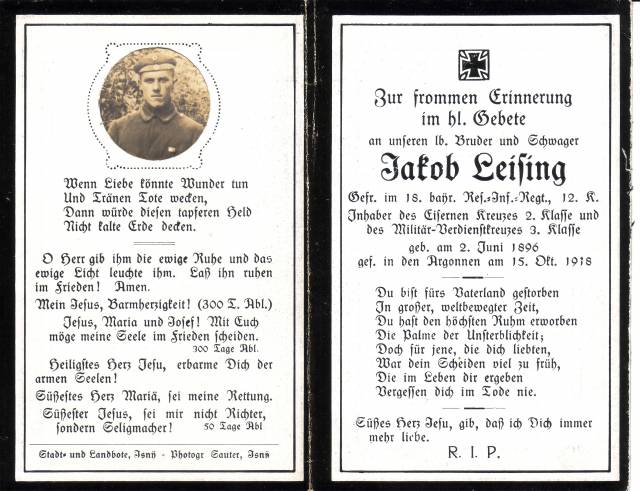 Wenn Liebe könnte Wunder tun
Und Tränen Tote wecken,
Dann würde diesen tapferen Held
Nicht kalte Erde decken.
O Herr gib ihm die ewige Ruhe und das
ewige Licht leuchte ihm. Laß ihn ruhen
im Frieden! Amen.
Mein Jesus, Barmherzigkeit! (300 T. Abl.)
Jesus, Maria und Josef! Mit Euch
möge meine Seele im Frieden scheiden.
300 Tage Abl.
Heiligstes Herz Jesu, erbarme Dich der
armen Seelen!
Süßestes Herz Mariä, sei meine Rettung.
Süßester Jesus, sei mir nicht Richter,
sondern Seligmacher! 50 Tage Abl
Stadt- und Landbote, Isny - Photogr Sauter, Isny
Zur frommen Erinnerung
im hl. Gebete
an unseren lb. Bruder und Schwager
Jakob Leising
Gefr. im 18. bayr. Res.-Inf.-Regt., 12. K.
Inhaber des Eisernen Kreuzes 2. Klasse und
des Militär-Verdienstkreuzes 3. Klasse
geb. am 2. Juni 1896
gef. in den Argonnen am 15. Okt. 1918
Du bist fürs Vaterland gestorben
In großer, weltbewegter Zeit,
Du hast den höchsten Ruhm erworben
Die Palme der Unsterblichkeit;
Doch für jene, die dich liebten,
War dein Scheiden viel zu früh,
Die im Leben dir ergeben
Vergessen dich im Tode nie.
Süßes Herz Jesu, gib, daß ich Dich immer
mehr liebe.
R. I. P.